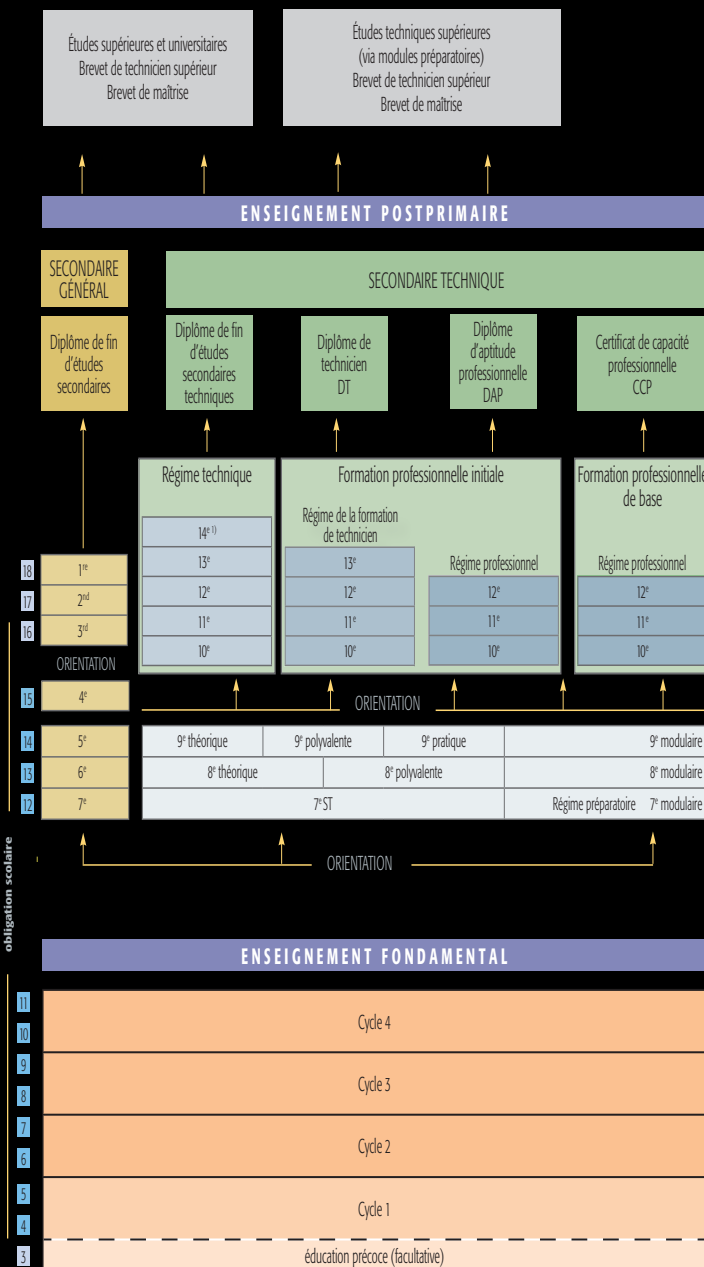 Études supérieures et universitaires
Brevet de technicien supérieur
Brevet de maîtrise
Études techniques supérieures
(via modules préparatoires)
Brevet de technicien supérieur
Brevet de maîtrise
ENSEIGNEMENT POSTPRIMAIRE
SECONDAIRE
GÉNÉRAL
SECONDAIRE TECHNIQUE
Diplôme de fin
d'études
secondaires
Diplôme de fin
d'études
secondaires
techniques
Diplôme de
technicien
DT
Diplôme
d'aptitude
professionnelle
DAP
Certificat de capacité
professionnelle
CCP
Régime technique
Formation professionnelle initiale
Formation professionnelle
de base
Régime de la formation
de technicien
Régime professionnel
Régime professionnel
14e 1)
13e
12e
11e
10e
13e
12e
11e
10e
12e
11e
10e
12e
11e
10e
18
1re
17
2nd
16
3rd
ORIENTATION
15
4e
ORIENTATION
14
5e
9e théorique
9e polyvalente
9e pratique
9e modulaire
13
6e
8e théorique
8e polyvalente
8e modulaire
12
7e
7e ST
Régime préparatoire
7e modulaire
ORIENTATION
obligation scolaire
ENSEIGNEMENT FONDAMENTAL
11
10
Cycle 4
9
8
Cycle 3
7
6
Cycle 2
5
4
Cycle 1
3
éducation précoce (facultative)